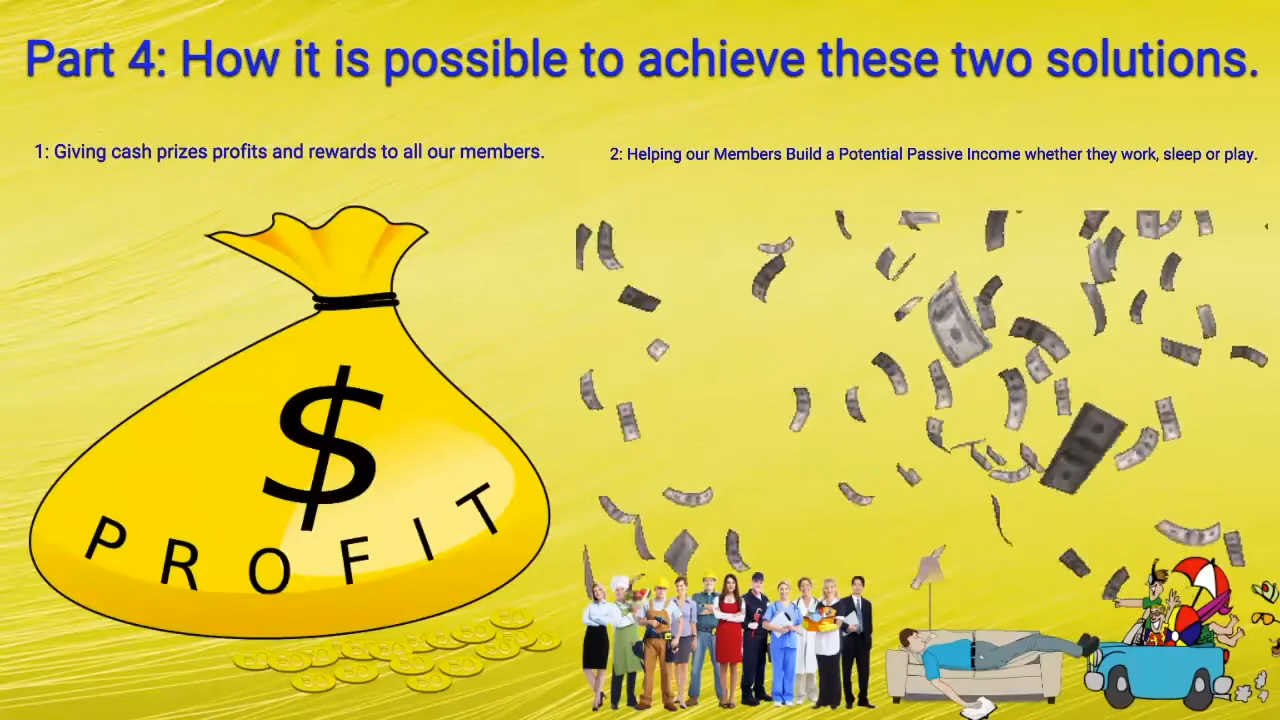 Part 4: How it is possible to achieve these two solutions.
1: Giving cash prizes profits and rewards to all our members.
2: Helping our Members Build a Potential Passive Income whether they work, sleep or play.
$
PROFIT